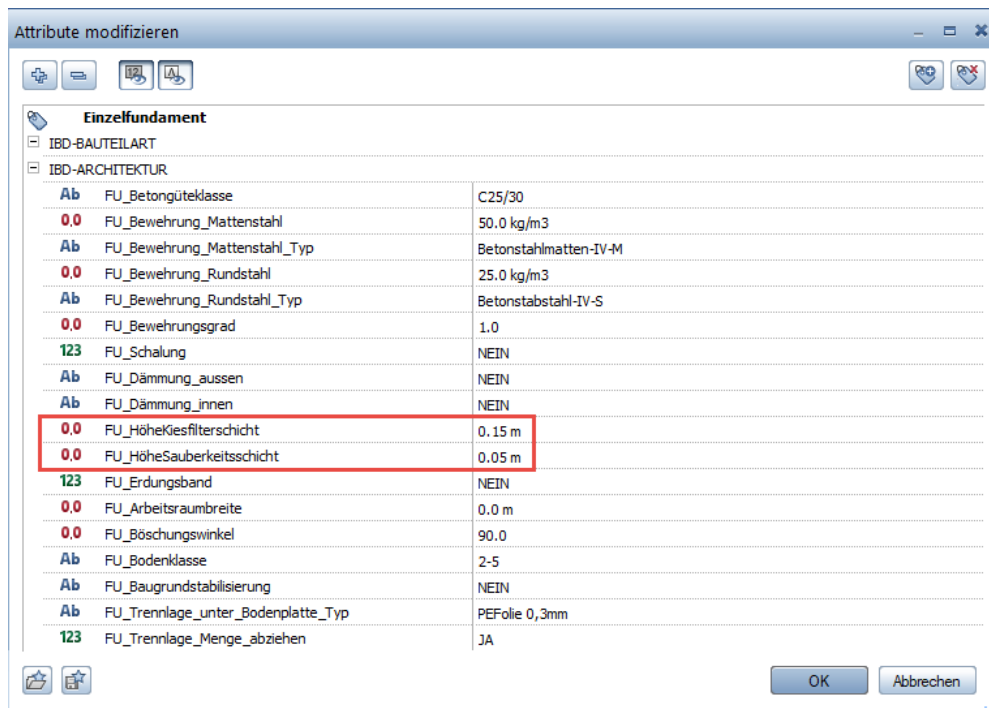 Attribute modifizieren
Einzelfundament
IBD-BAUTEILART
IBD-ARCHITEKTUR
Ab FU_Betongüteklasse C25/30
0,0 FU_Bewehrung_Mattenstahl 50.0 kg/m3
Ab FU_Bewehrung_Mattenstahl_Typ Betonstahlmatten-IV-M
0,0 FU_Bewehrung_Rundstahl 25.0 kg/m3
Ab FU_Bewehrung_Rundstahl_Typ Betonstabstahl-IV-S
0,0 FU_Bewehrungsgrad 1.0
123 FU_Schalung NEIN
Ab FU_Dämmung_aussen NEIN
Ab FU_Dämmung_innen NEIN
0,0 FU_HöheKiesfilterschicht 0.15 m
0,0 FU_HöheSauberkeitsschicht 0.05 m
123 FU_Erdungsband NEIN
0,0 FU_Arbeitsraumbreite 0.0 m
0,0 FU_Böschungswinkel 90.0
Ab FU_Bodenklasse 2-5
Ab FU_Baugrundstabilisierung NEIN
Ab FU_Trennlage_unter_Bodenplatte_Typ PEFolie 0,3mm
123 FU_Trennlage_Menge_abziehen JA
OK Abbrechen